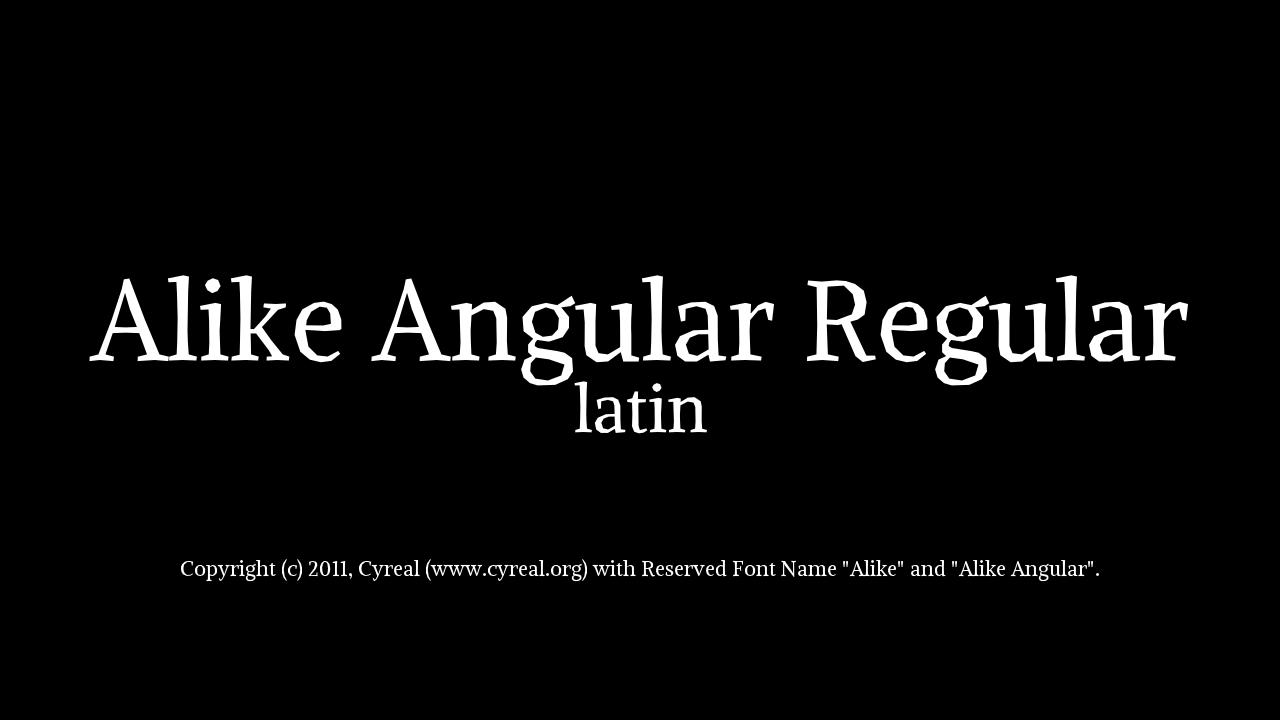 Alike Angular Regular
latin
Copyright (c) 2011, Cyreal (www.cyreal.org) with Reserved Font Name "Alike" and "Alike Angular".